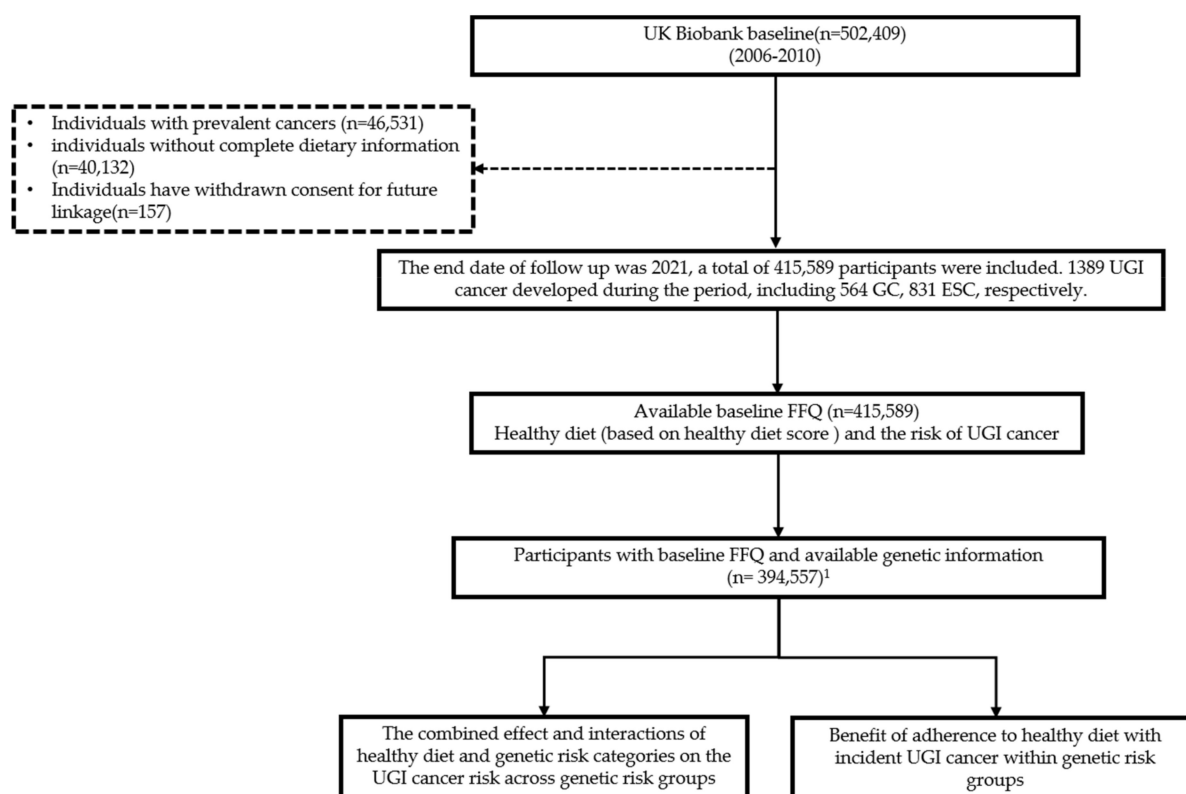 UK Biobank baseline(n=502,409)
(2006-2010)
• Individuals with prevalent cancers (n=46,531)
• individuals without complete dietary information
(n=40,132)
• Individuals have withdrawn consent for future
linkage(n=157)
The end date of follow up was 2021, a total of 415,589 participants were included. 1389 UGI
cancer developed during the period, including 564 GC, 831 ESC, respectively.
Available baseline FFQ (n=415,589)
Healthy diet (based on healthy diet score ) and the risk of UGI cancer
Participants with baseline FFQ and available genetic information
(n= 394,557)¹
The combined effect and interactions of
healthy diet and genetic risk categories on the
UGI cancer risk across genetic risk groups
Benefit of adherence to healthy diet with
incident UGI cancer within genetic risk
groups